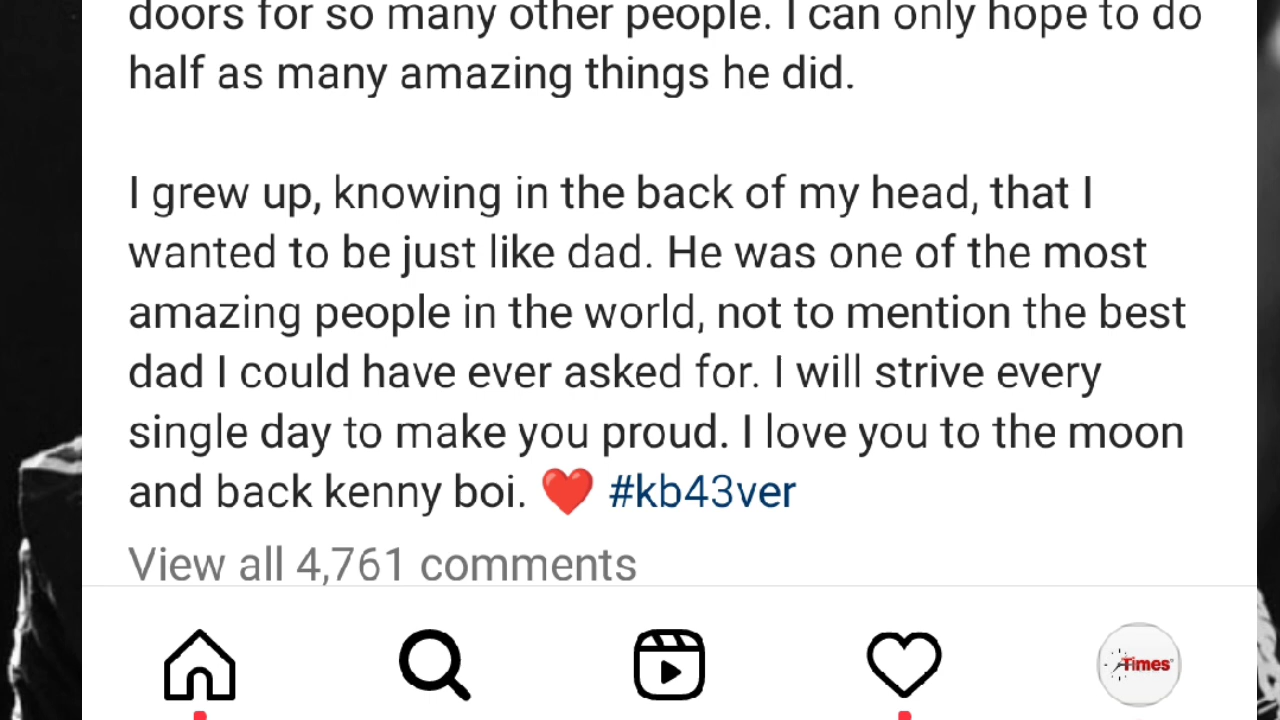 doors for so many other people. I can only hope to do
half as many amazing things he did.
I grew up, knowing in the back of my head, that I
wanted to be just like dad. He was one of the most
amazing people in the world, not to mention the best
dad I could have ever asked for. I will strive every
single day to make you proud. I love you to the moon
and back kenny boi. ❤️ #kb43ver
View all 4,761 comments
Times